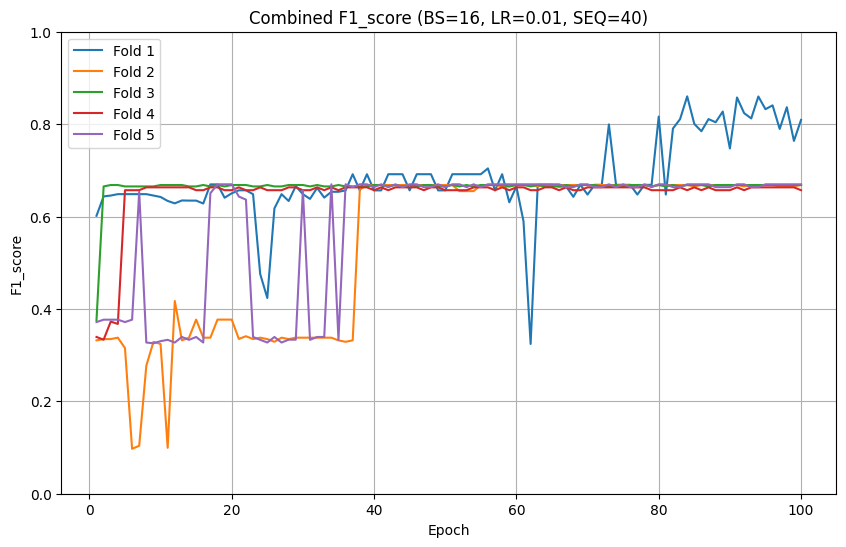 Combined F1_score (BS=16, LR=0.01, SEQ=40)
Fold 1
Fold 2
Fold 3
Fold 4
Fold 5
F1_score
1.0
0.8
0.6
0.4
0.2
0.0
0 20 40 60 80 100
Epoch